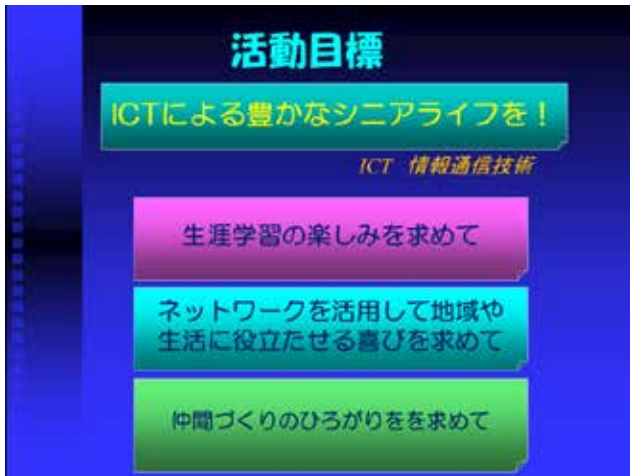 活動目標
ICTによる豊かなシニアライフを！
ICT 情報通信技術
生涯学習の楽しみを求めて
ネットワークを活用して地域や
生活に役立たせる喜びを求めて
仲間づくりのひろがりをを求めて